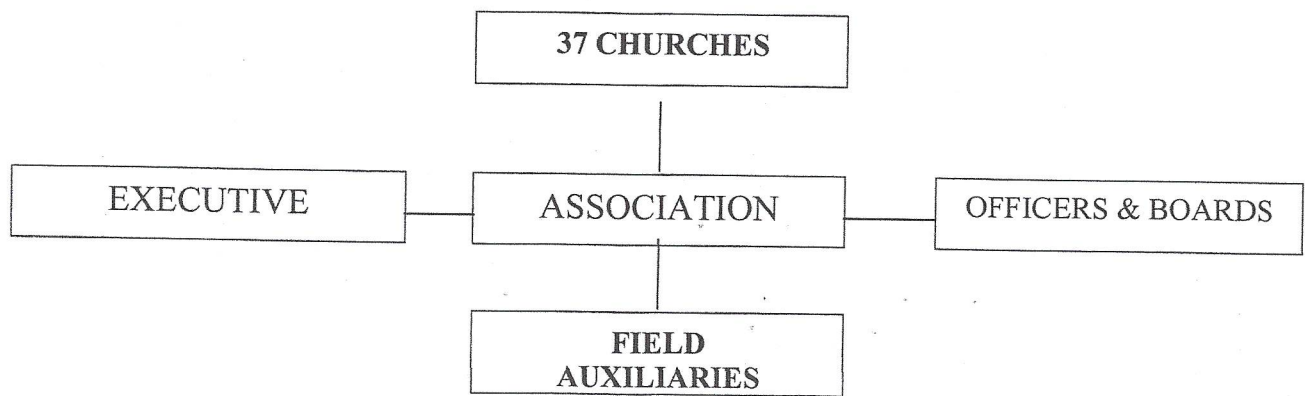 37 CHURCHES
EXECUTIVE
ASSOCIATION
OFFICERS & BOARDS
FIELD
AUXILIARIES